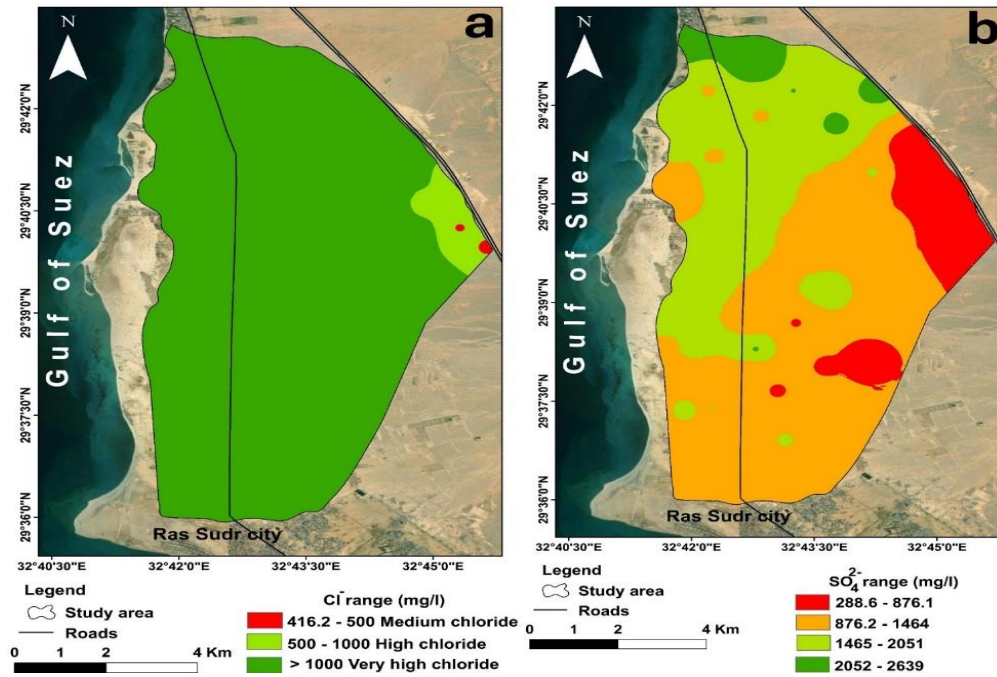 a
N
29°42'0"N
29°40'30"N
29°39'0"N
29°37'30"N
29°36'0"N
Gulf of Suez
Ras Sudr city
32°40'30"E
32°42'0"E
32°43'30"E
32°45'0"E
Legend
Study area
Roads
0
1
2
4 Km
Cl⁻ range (mg/l)
416.2 - 500 Medium chloride
500 - 1000 High chloride
> 1000 Very high chloride
b
N
29°42'0"N
29°40'30"N
29°39'0"N
29°37'30"N
29°36'0"N
Gulf of Suez
Ras Sudr city
32°40'30"E
32°42'0"E
32°43'30"E
32°45'0"E
Legend
Study area
Roads
0
1
2
4 Km
SO₄²⁻ range (mg/l)
288.6 - 876.1
876.2 - 1464
1465 - 2051
2052 - 2639